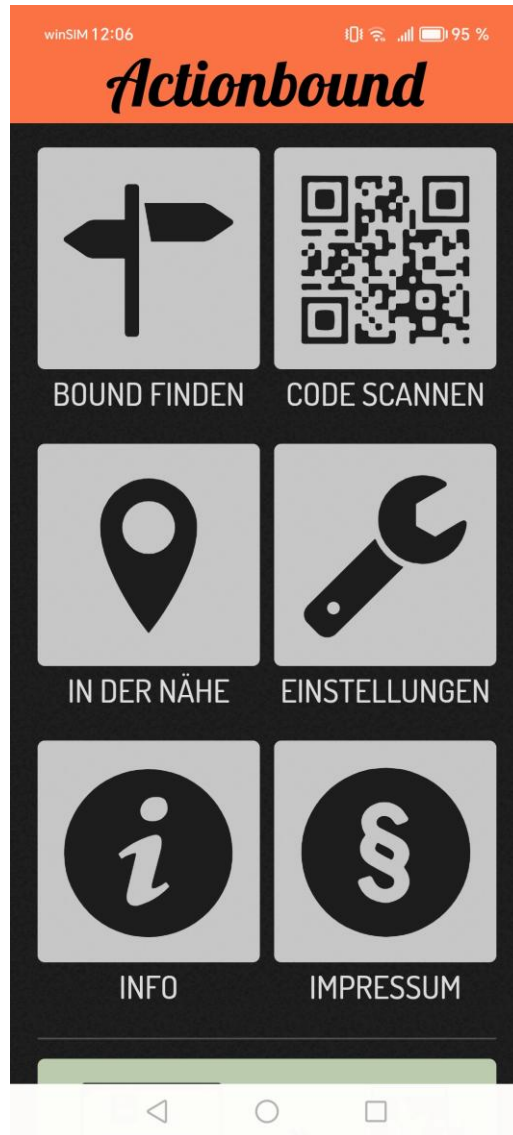 winSIM 12:06 95 %
Actionbound
BOUND FINDEN CODE SCANNEN
IN DER NÄHE EINSTELLUNGEN
i §
INFO IMPRESSUM